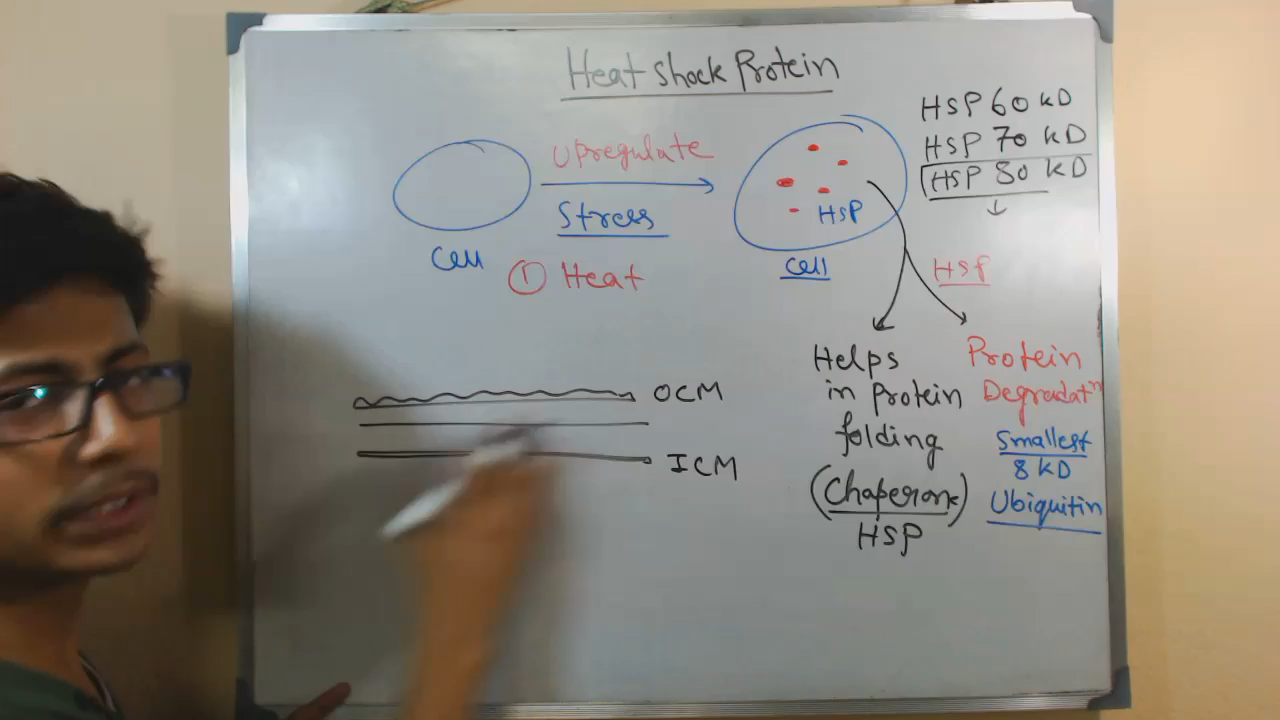 Heat Shock Protein
HSP 60 kD
HSP 70 kD
HSP 80 kD
Upregulate
Stress
① Heat
Cell
HSP
Cell
Hsp
Helps
in protein
folding
(Chaperone)
HSP
Protein
Degradatⁿ
Smallest
8 kD
Ubiquitin
OCM
ICM